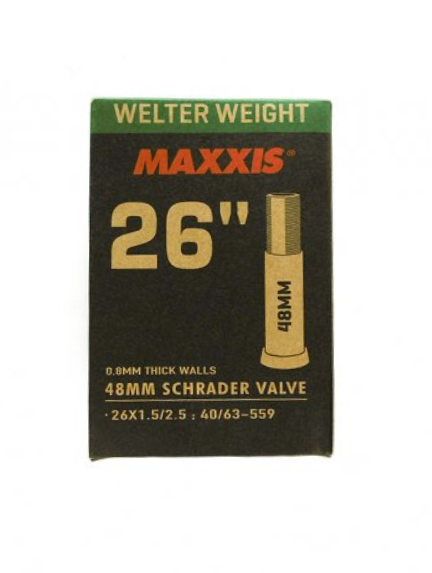 WELTER WEIGHT
MAXXIS®
26"
48MM
0.8MM THICK WALLS
48MM SCHRADER VALVE
· 26X1.5/2.5 : 40/63-559